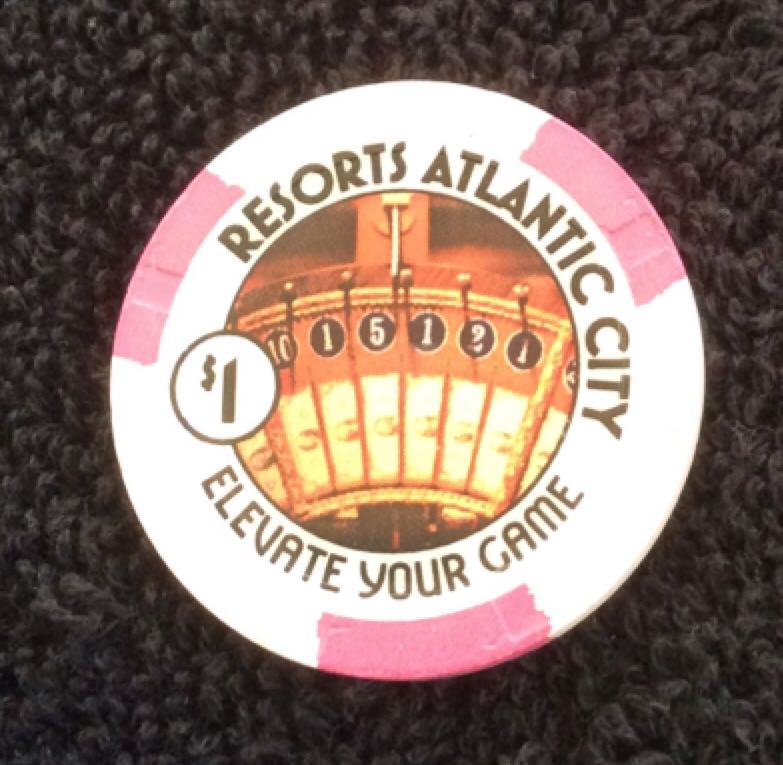 RESORTS ATLANTIC CITY
10 1 5 1 2 1
$1
ELEVATE YOUR GAME